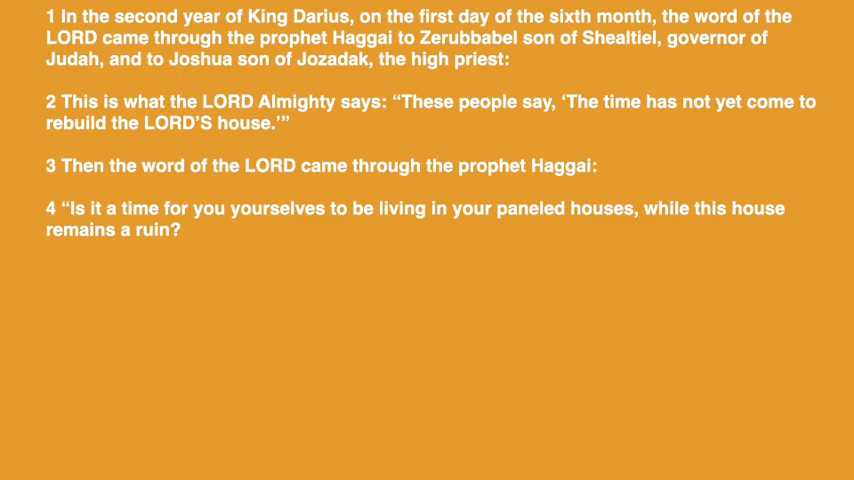 1 In the second year of King Darius, on the first day of the sixth month, the word of the
LORD came through the prophet Haggai to Zerubbabel son of Shealtiel, governor of
Judah, and to Joshua son of Jozadak, the high priest:
2 This is what the LORD Almighty says: “These people say, ‘The time has not yet come to
rebuild the LORD’S house.’”
3 Then the word of the LORD came through the prophet Haggai:
4 “Is it a time for you yourselves to be living in your paneled houses, while this house
remains a ruin?